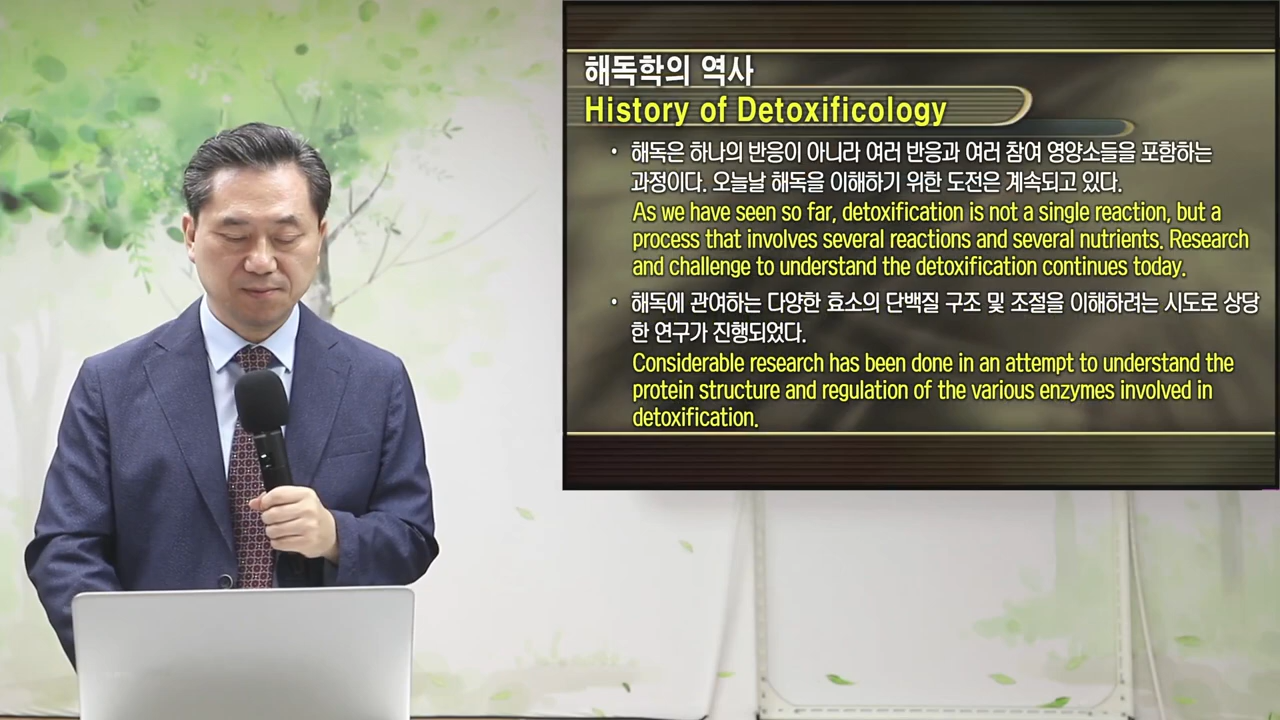 해독학의 역사
History of Detoxificology
· 해독은 하나의 반응이 아니라 여러 반응과 여러 참여 영양소들을 포함하는
과정이다. 오늘날 해독을 이해하기 위한 도전은 계속되고 있다.
As we have seen so far, detoxification is not a single reaction, but a
process that involves several reactions and several nutrients. Research
and challenge to understand the detoxification continues today.
· 해독에 관여하는 다양한 효소의 단백질 구조 및 조절을 이해하려는 시도로 상당
한 연구가 진행되었다.
Considerable research has been done in an attempt to understand the
protein structure and regulation of the various enzymes involved in
detoxification.